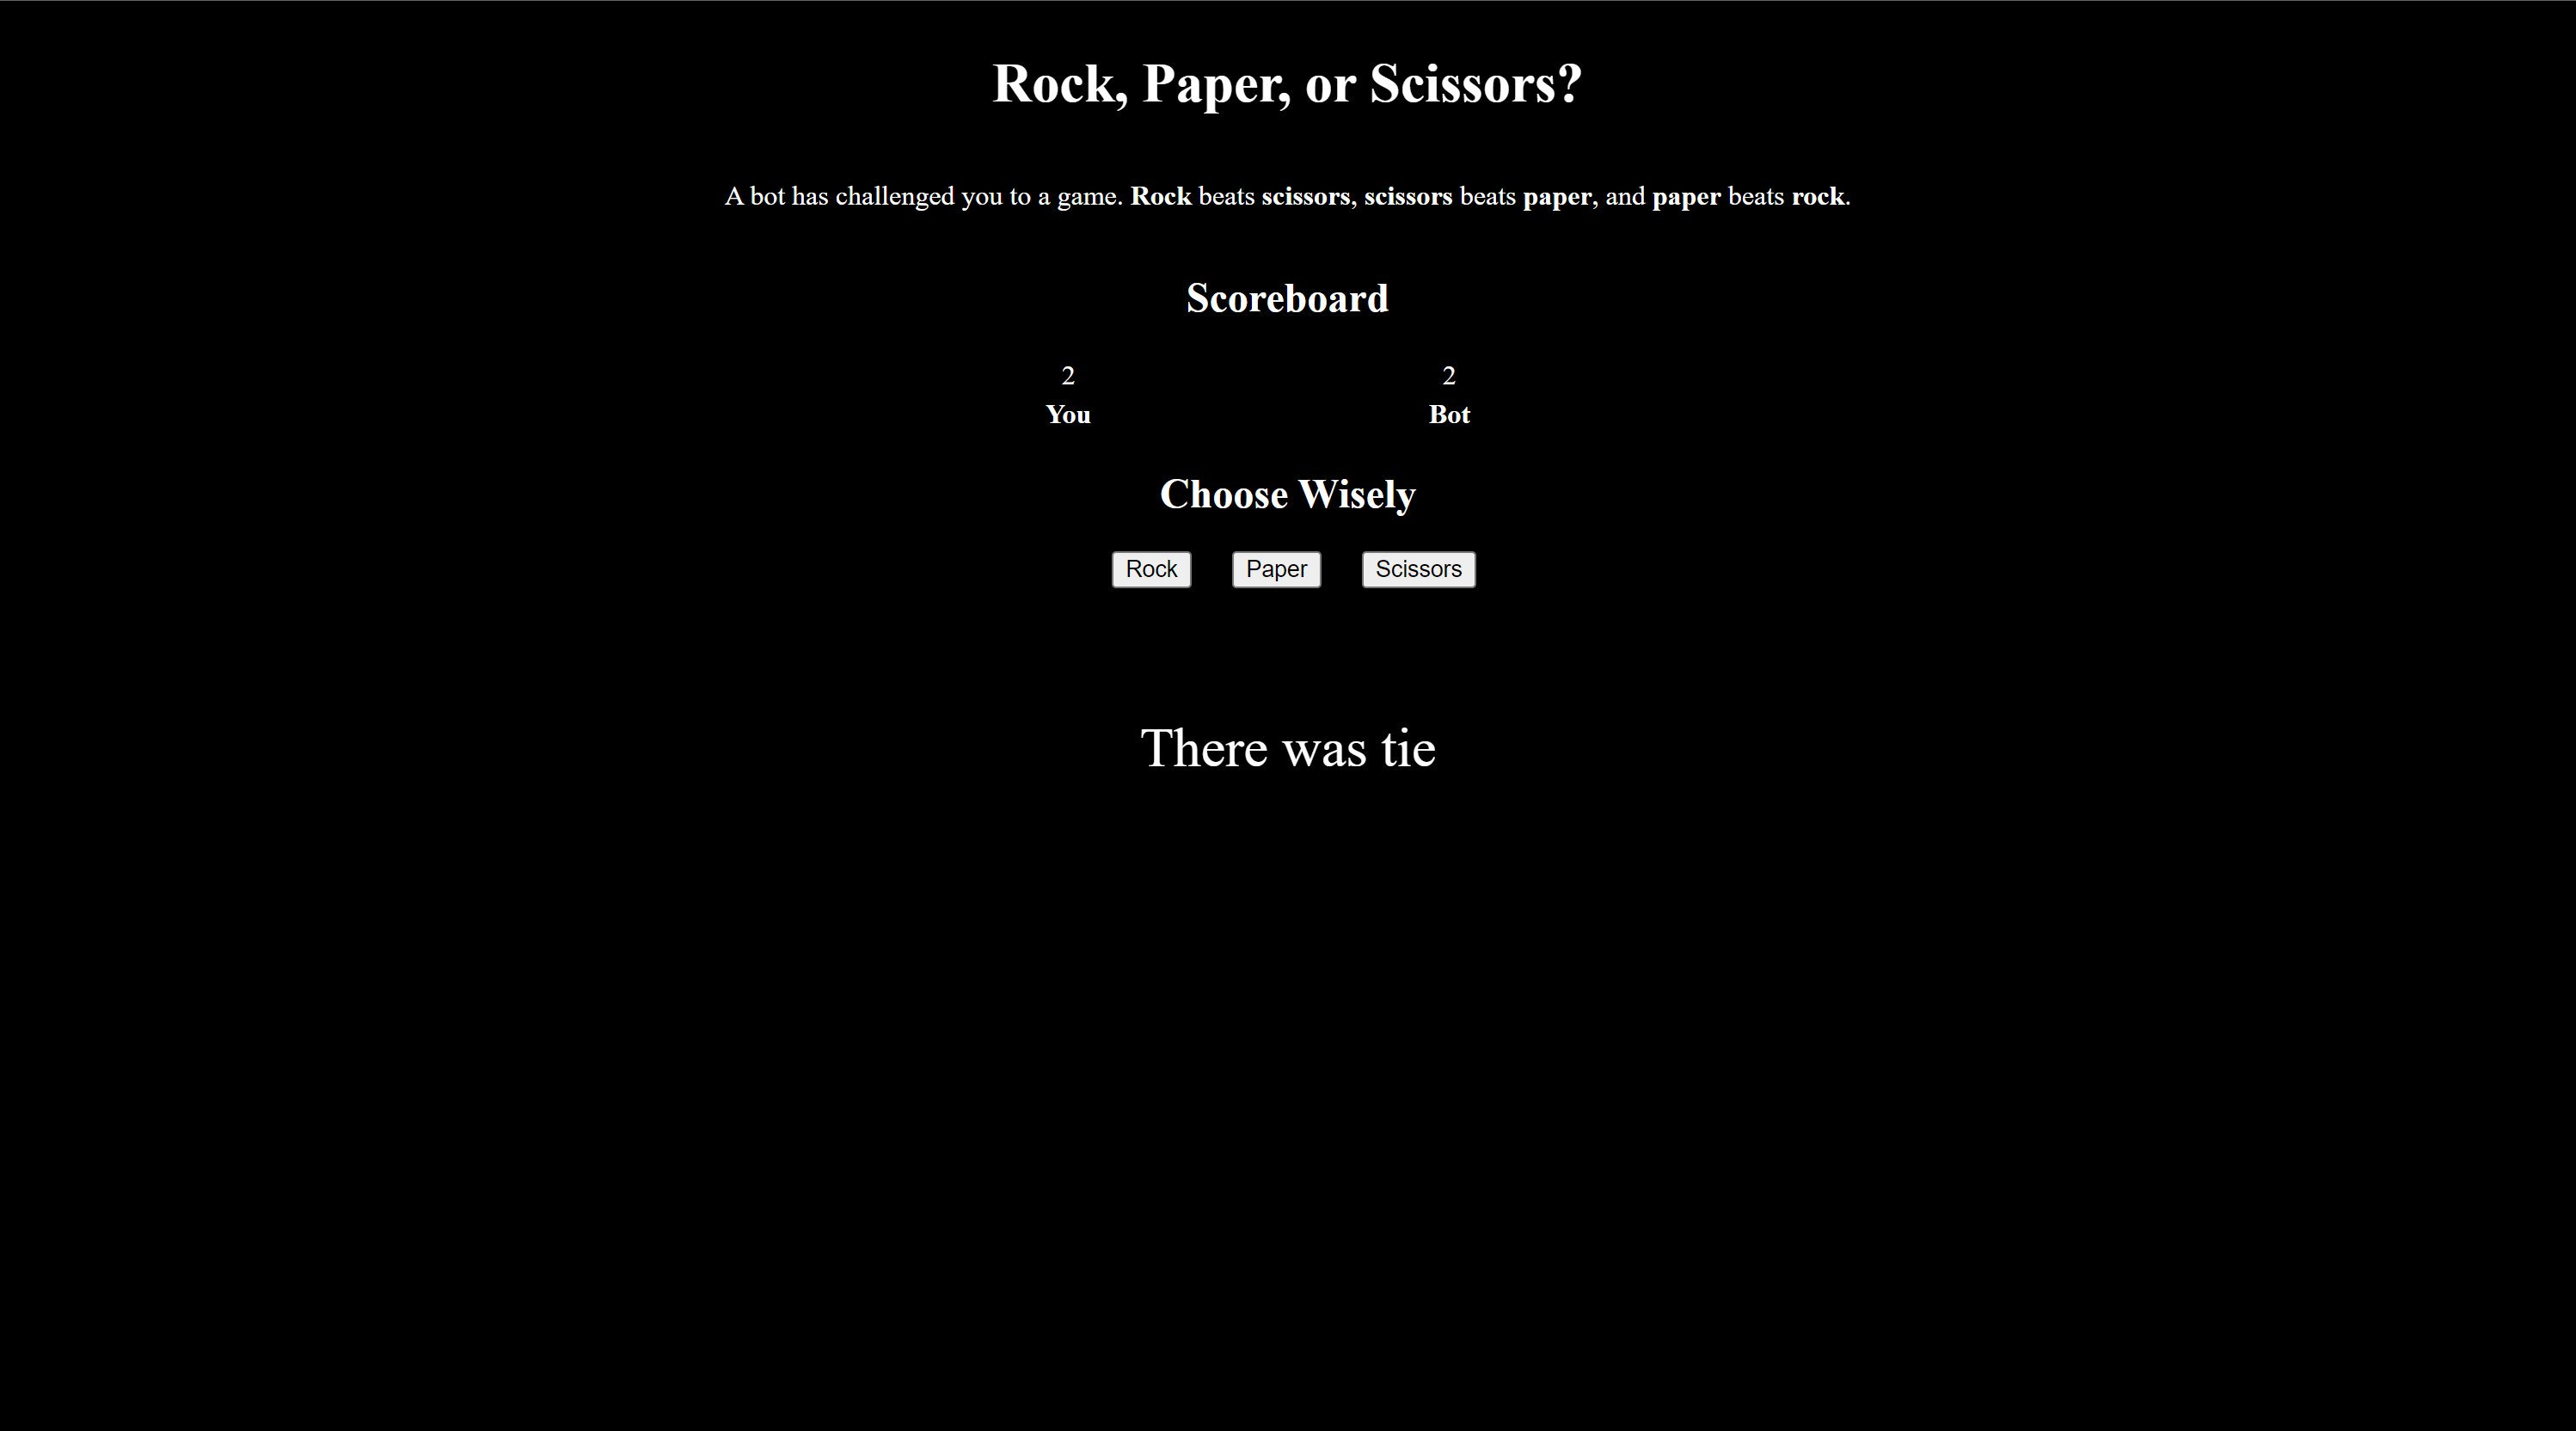 Rock, Paper, or Scissors?
A bot has challenged you to a game. Rock beats scissors, scissors beats paper, and paper beats rock.
Scoreboard
2 2
You Bot
Choose Wisely
Rock Paper Scissors
There was tie